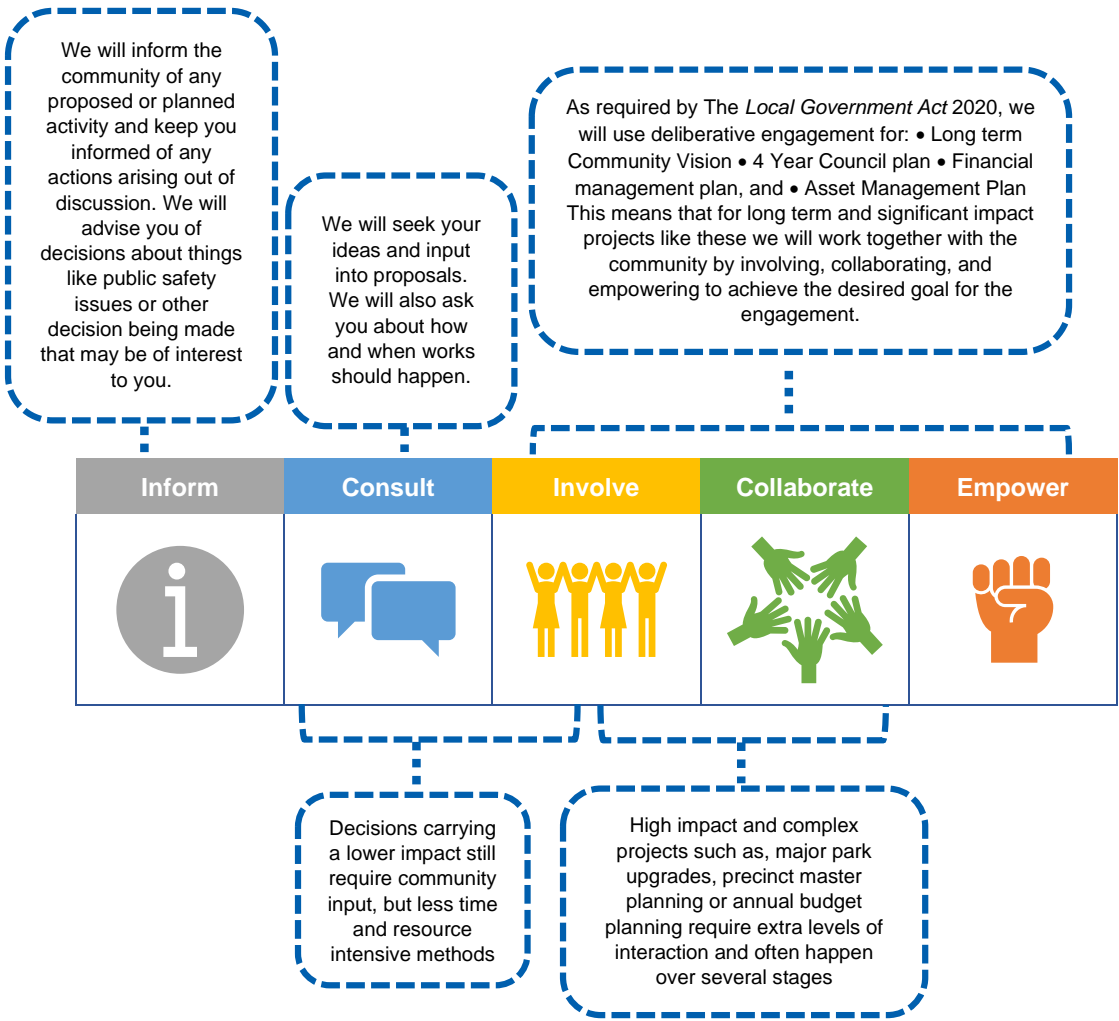 We will inform the
community of any
proposed or planned
activity and keep you
informed of any
actions arising out of
discussion. We will
advise you of
decisions about things
like public safety
issues or other
decision being made
that may be of interest
to you.
We will seek your
ideas and input
into proposals.
We will also ask
you about how
and when works
should happen.
As required by The Local Government Act 2020, we
will use deliberative engagement for: • Long term
Community Vision • 4 Year Council plan • Financial
management plan, and • Asset Management Plan
This means that for long term and significant impact
projects like these we will work together with the
community by involving, collaborating, and
empowering to achieve the desired goal for the
engagement.
Inform Consult Involve Collaborate Empower
Decisions carrying
a lower impact still
require community
input, but less time
and resource
intensive methods
High impact and complex
projects such as, major park
upgrades, precinct master
planning or annual budget
planning require extra levels of
interaction and often happen
over several stages